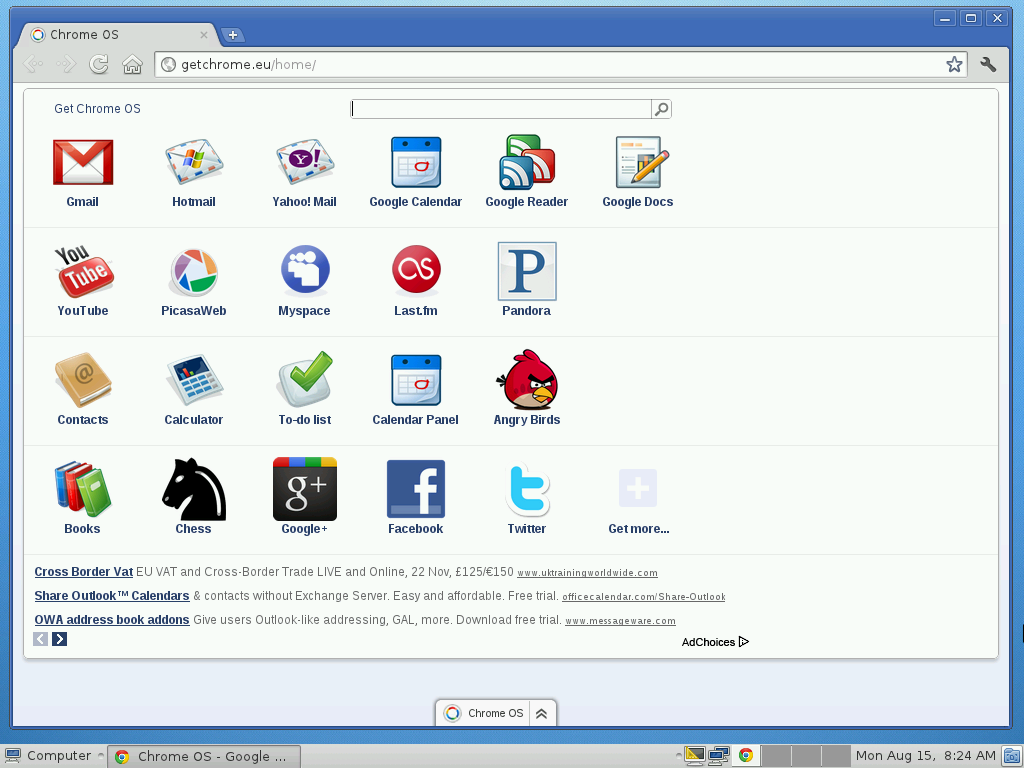 Chrome OS
getchrome.eu/home/
Get Chrome OS
Gmail Hotmail Yahoo! Mail Google Calendar Google Reader Google Docs
You
Tube
P
YouTube PicasaWeb Myspace Last.fm Pandora
Contacts Calculator To-do list Calendar Panel Angry Birds
g+
f
t
Books Chess Google+ Facebook Twitter Get more...
Cross Border Vat EU VAT and Cross-Border Trade LIVE and Online, 22 Nov, £125/€150 www.uktrainingworldwide.com
Share Outlook™ Calendars & contacts without Exchange Server. Easy and affordable. Free trial. officecalendar.com/Share-Outlook
OWA address book addons Give users Outlook-like addressing, GAL, more. Download free trial. www.messageware.com
AdChoices
Chrome OS
Computer Chrome OS - Google ... Mon Aug 15, 8:24 AM